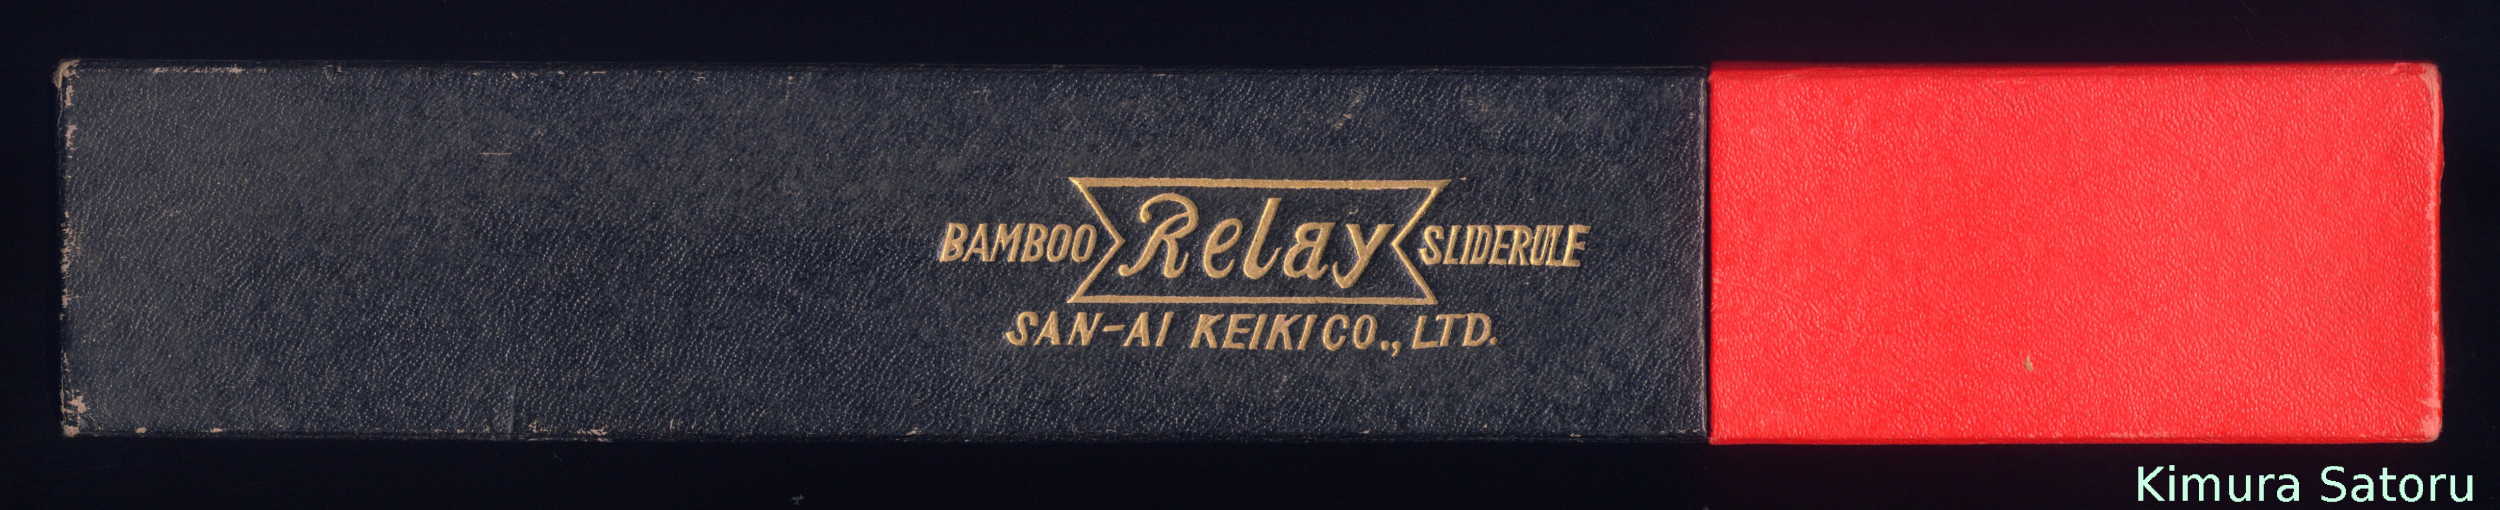 BAMBOO Relay SLIDERULE
SAN-AI KEIKI CO., LTD.
Kimura Satoru